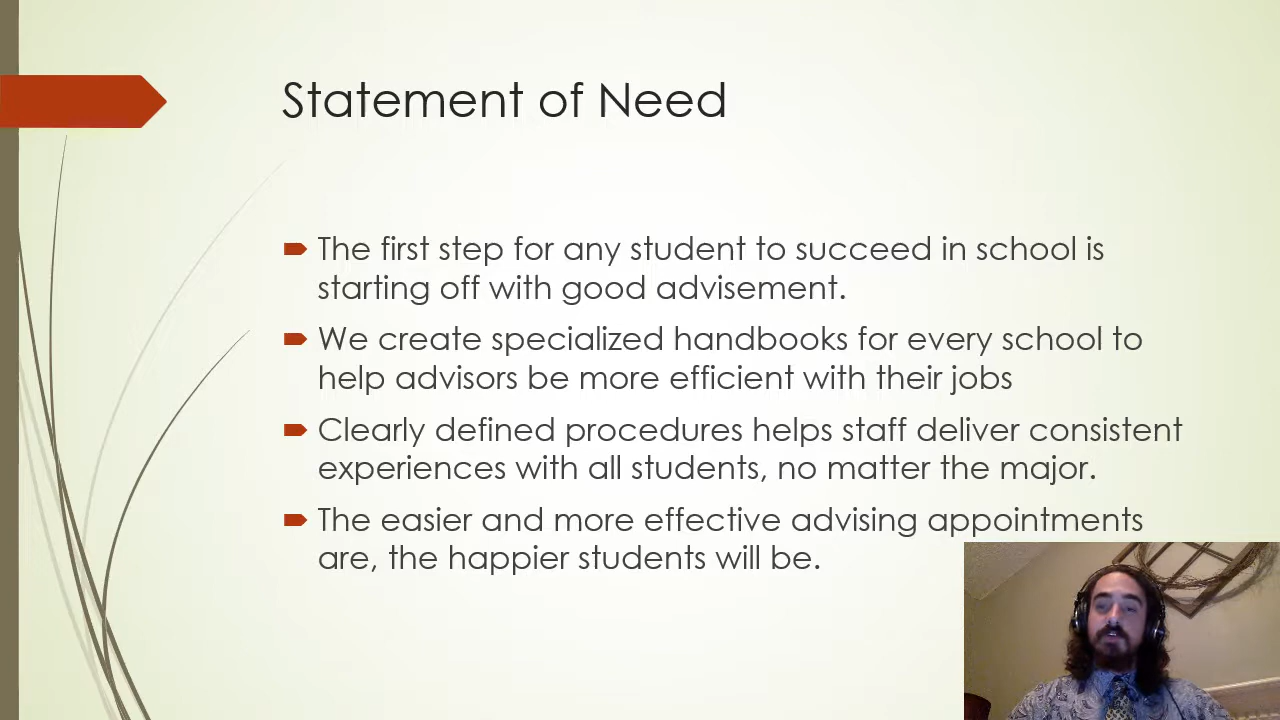 Statement of Need
The first step for any student to succeed in school is
starting off with good advisement.
We create specialized handbooks for every school to
help advisors be more efficient with their jobs
Clearly defined procedures helps staff deliver consistent
experiences with all students, no matter the major.
The easier and more effective advising appointments
are, the happier students will be.